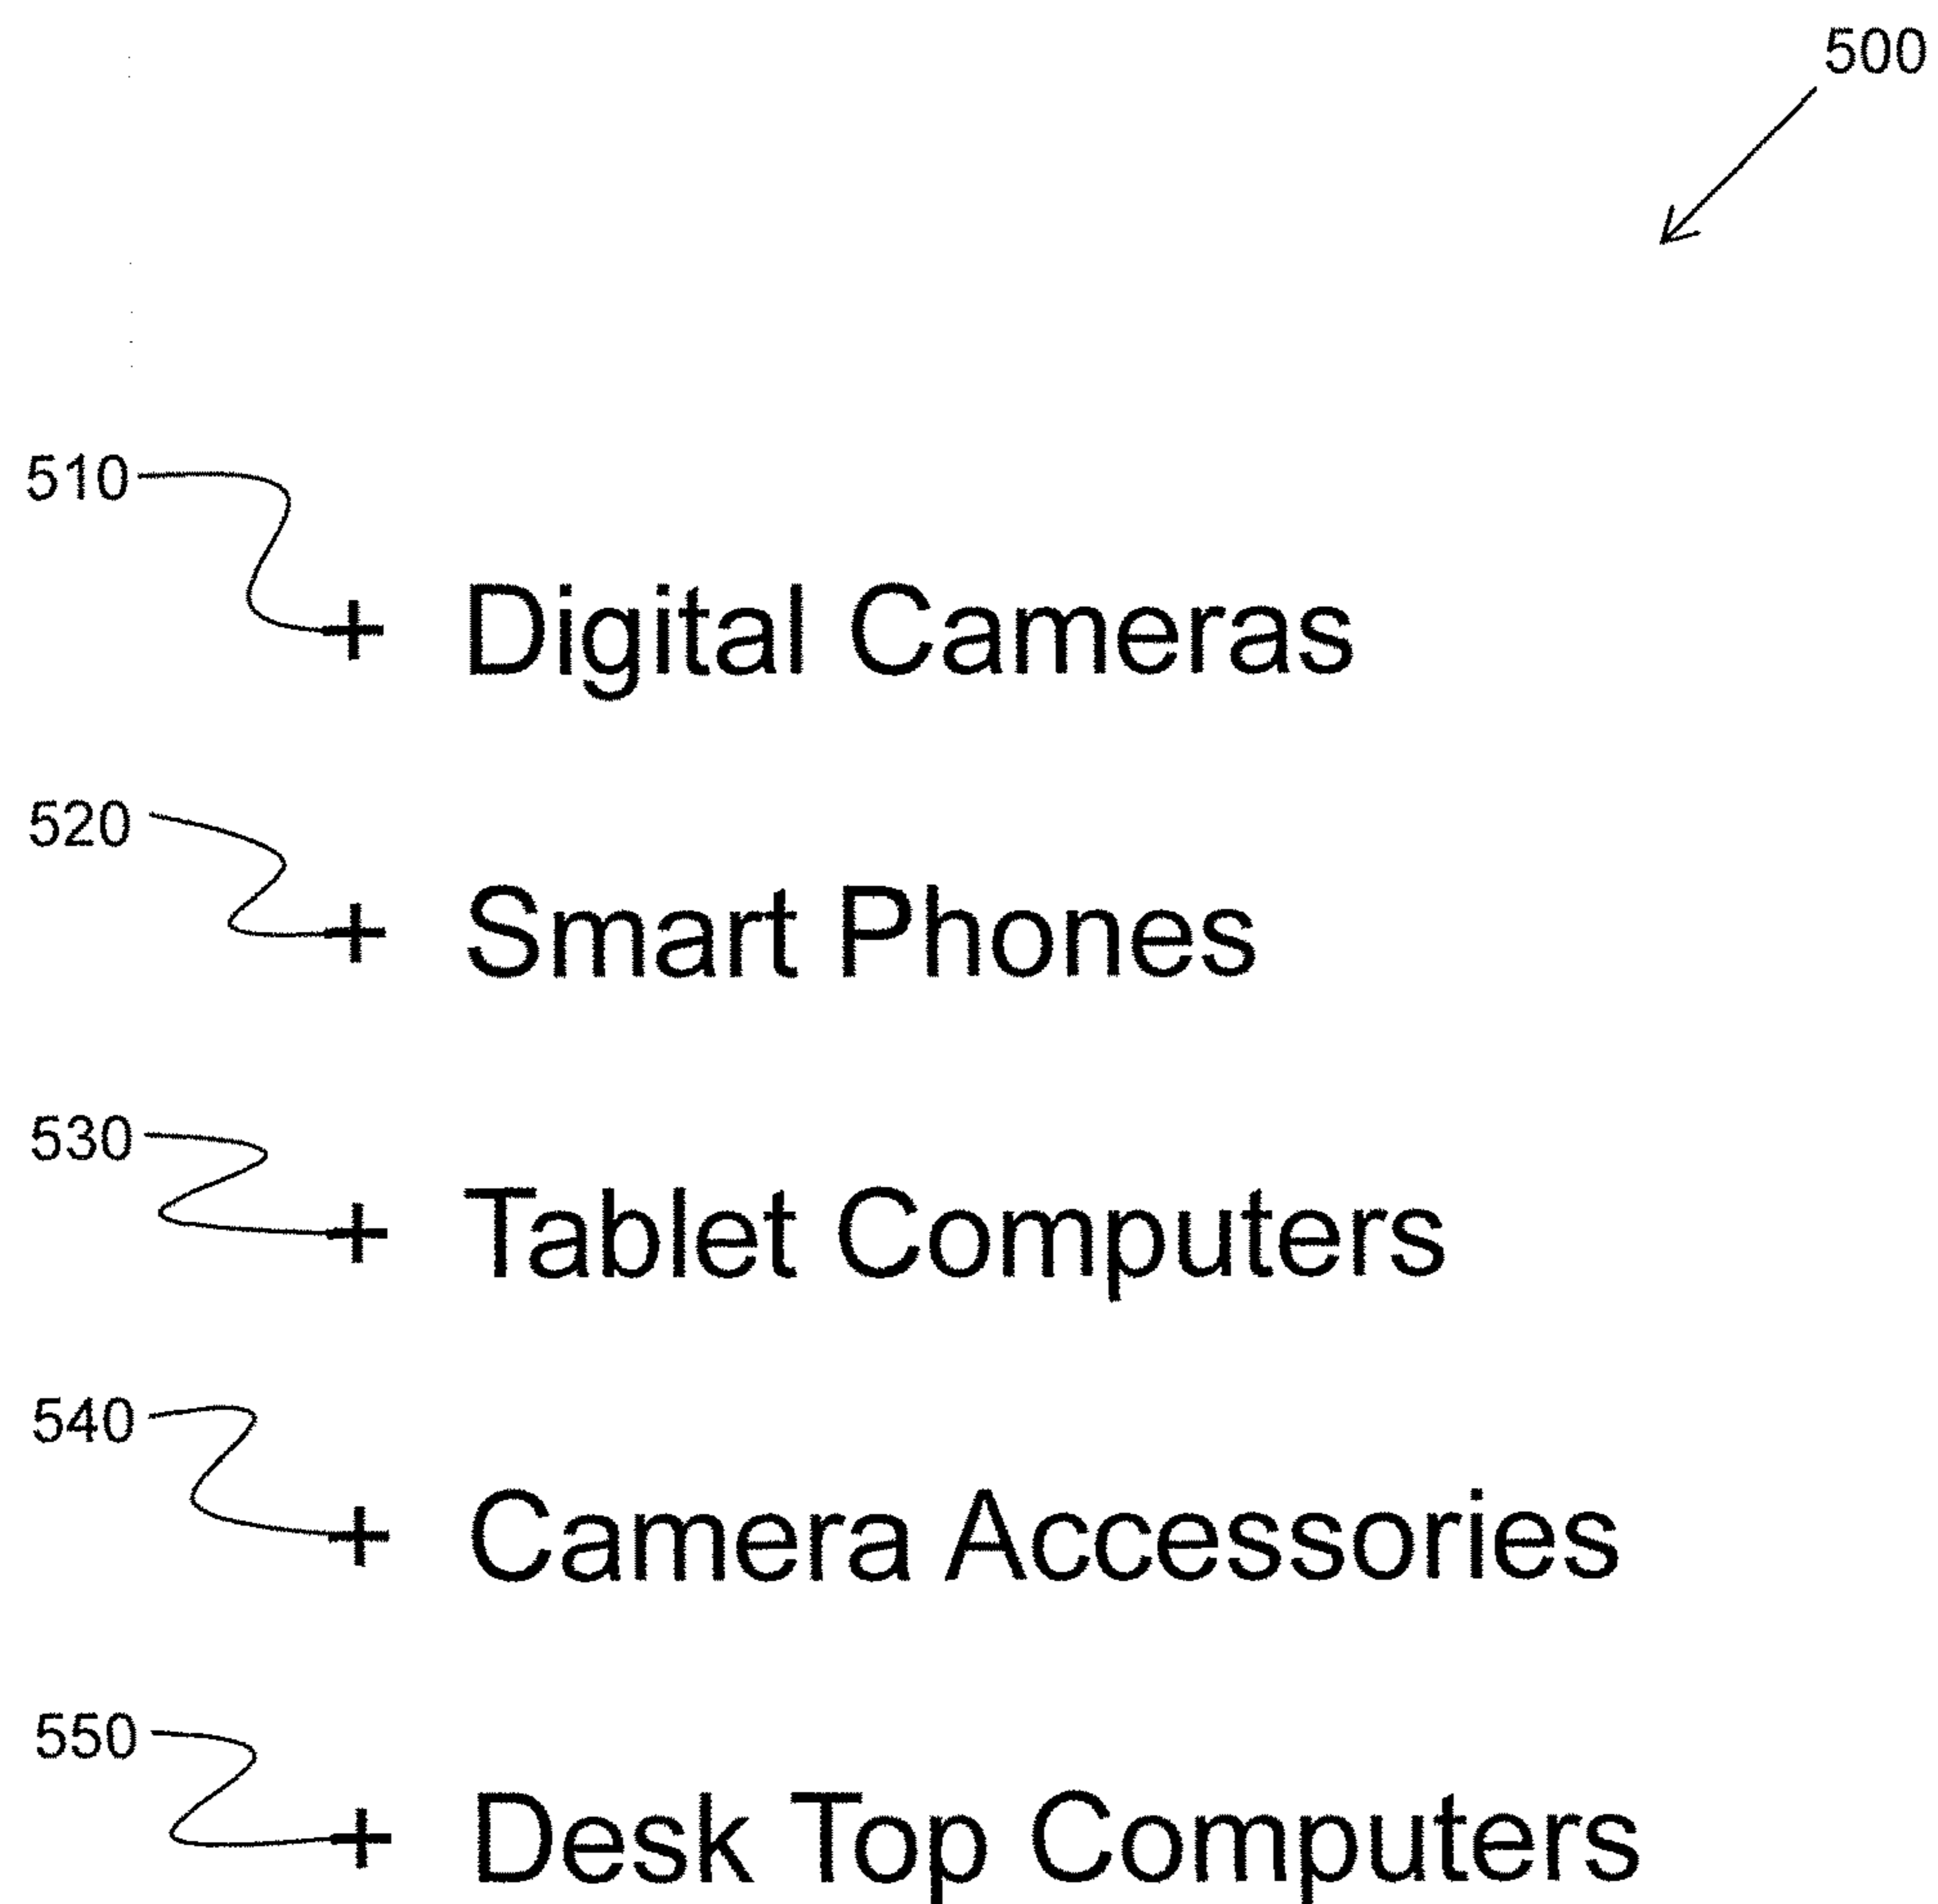 500
510
+ Digital Cameras
520
+ Smart Phones
530
+ Tablet Computers
540
+ Camera Accessories
550
+ Desk Top Computers